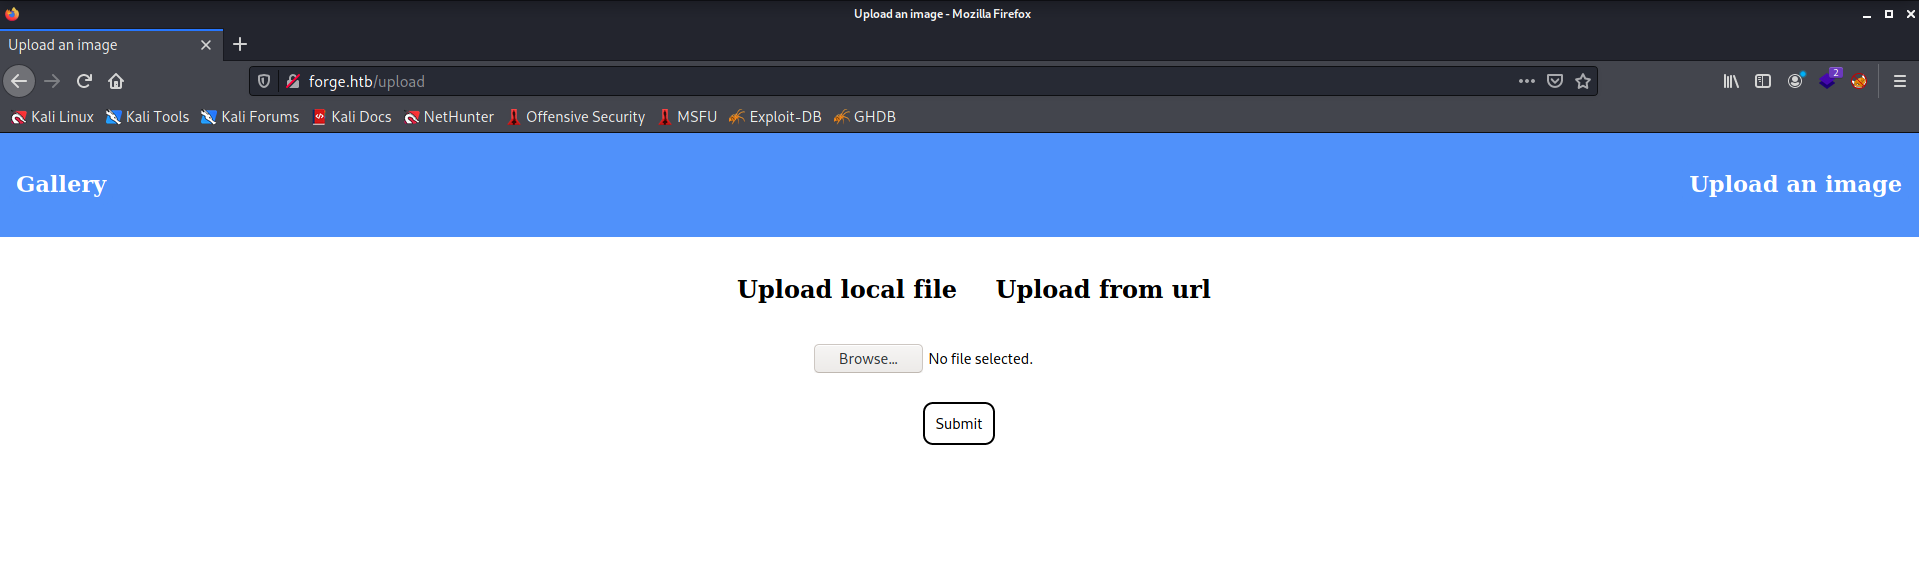 Upload an image - Mozilla Firefox
Upload an image
forge.htb/upload
2
Kali Linux Kali Tools Kali Forums Kali Docs NetHunter Offensive Security MSFU Exploit-DB GHDB
Gallery Upload an image
Upload local file Upload from url
Browse... No file selected.
Submit